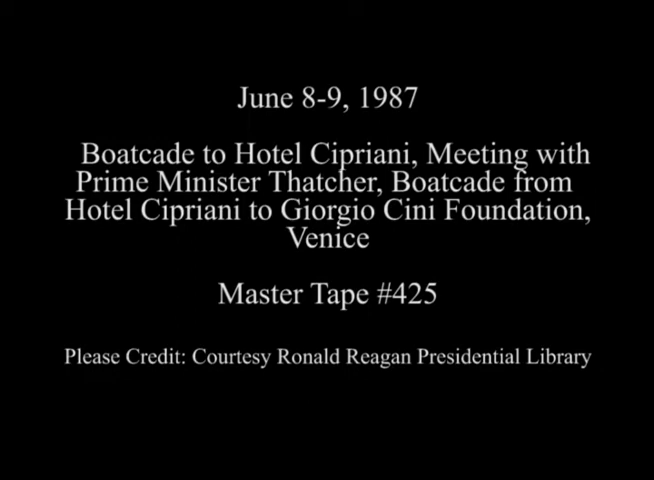 June 8-9, 1987
Boatcade to Hotel Cipriani, Meeting with
Prime Minister Thatcher, Boatcade from
Hotel Cipriani to Giorgio Cini Foundation,
Venice
Master Tape #425
Please Credit: Courtesy Ronald Reagan Presidential Library